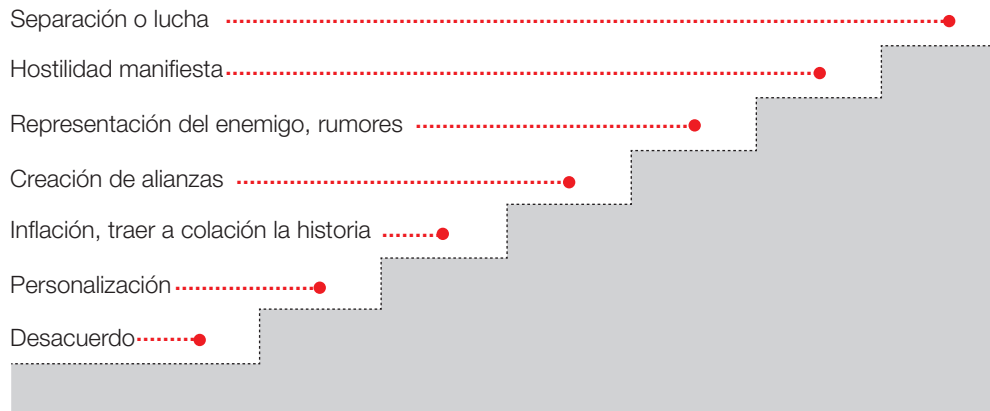 Separación o lucha
Hostilidad manifiesta
Representación del enemigo, rumores
Creación de alianzas
Inflación, traer a colación la historia
Personalización
Desacuerdo